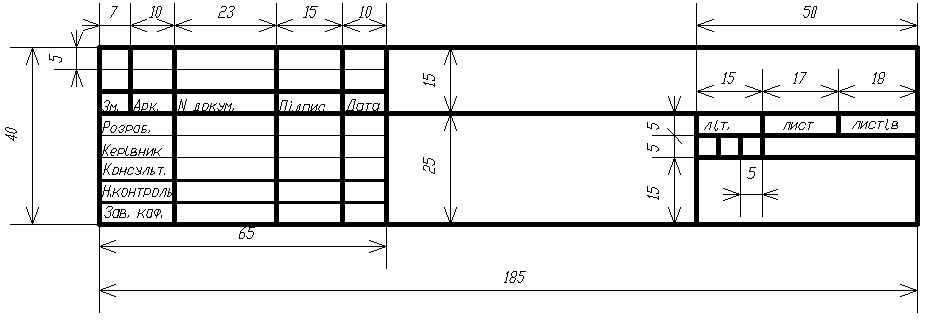 7 10 23 15 10 50
5 15 15 17 18
40
Зм. Арк. N докум. Підпис Дата
Розроб. 5 літ. лист листів
Керівник 25 5
Консульт. 5
Н.контроль 15
Зав. каф.
65
185